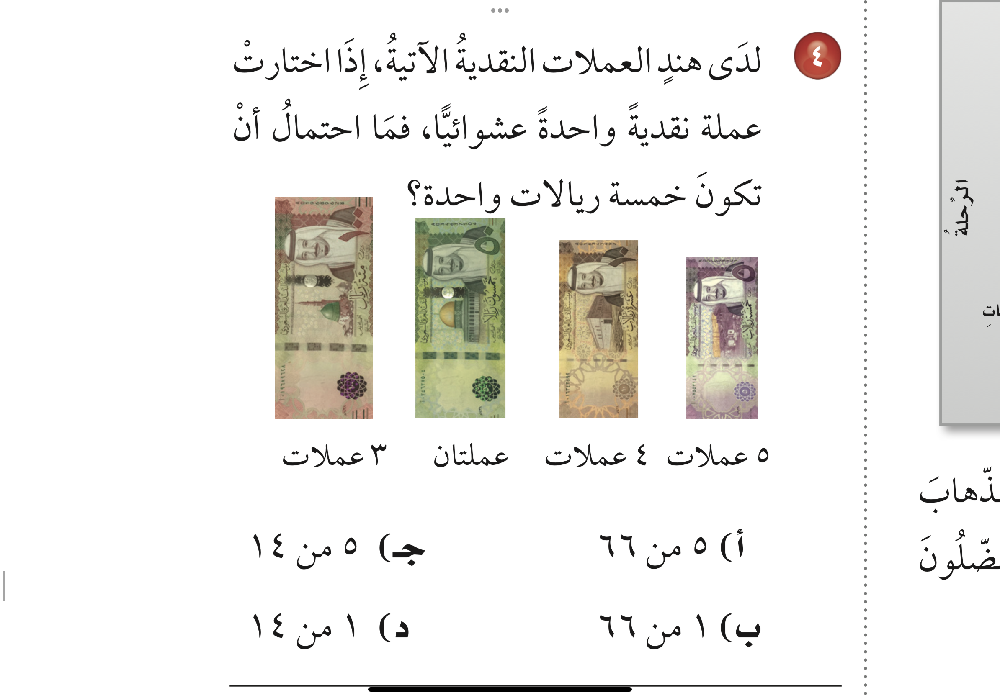 ٤
لدَى هندٍ العملات النقديةُ الآتيةُ، إِذَا اختارتْ
عملة نقديةً واحدةً عشوائيًّا، فمَا احتمالُ أنْ
تكونَ خمسة ريالات واحدة؟
٥ عملات
٤ عملات
عملتان
٣ عملات
أ) ٥ من ٦٦
جـ) ٥ من ١٤
ب) ١ من ٦٦
د) ١ من ١٤
الرِّحلةُ